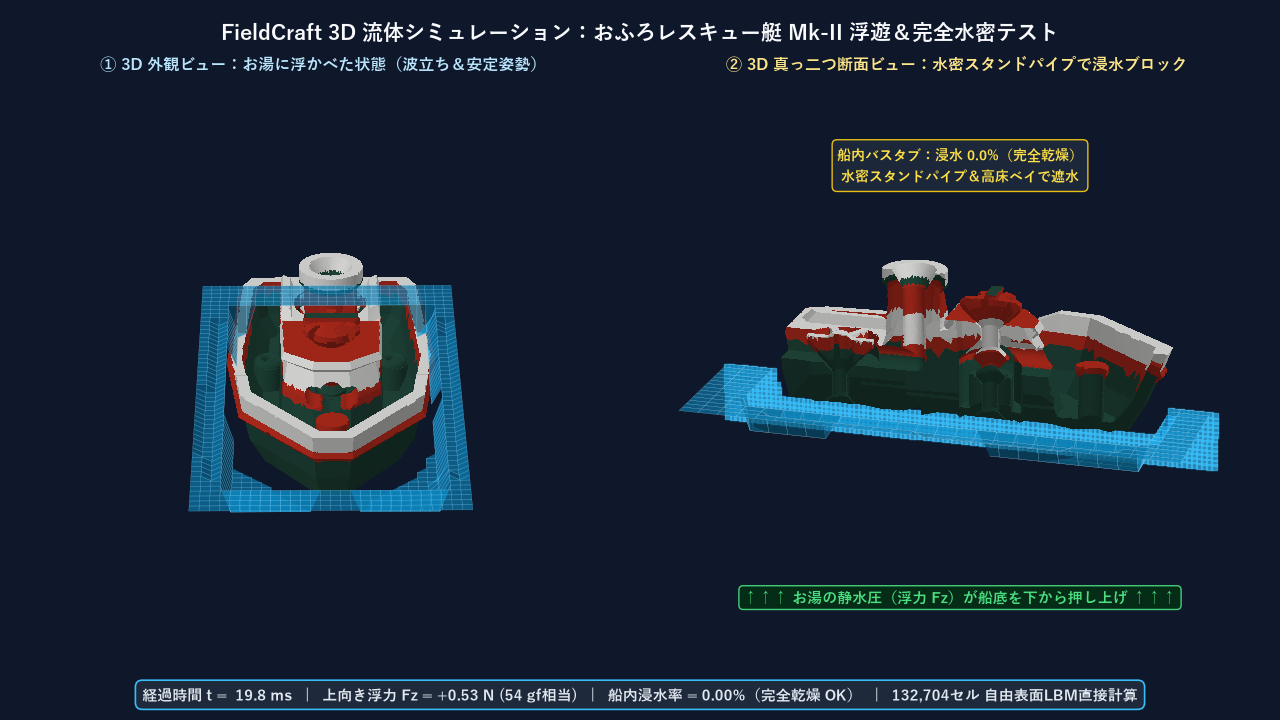 FieldCraft 3D 流体シミュレーション：おふろレスキュー艇 Mk-II 浮遊＆完全水密テスト
① 3D 外観ビュー：お湯に浮かべた状態（波立ち＆安定姿勢）
② 3D 真っ二つ断面ビュー：水密スタンドパイプで浸水ブロック
船内バスタブ：浸水 0.0%（完全乾燥）
水密スタンドパイプ＆高床ベイで遮水
↑ ↑ ↑ お湯の静水圧（浮力 Fz）が船底を下から押し上げ ↑ ↑ ↑
経過時間 t = 19.8 ms ｜ 上向き浮力 Fz = +0.53 N (54 gf相当) ｜ 船内浸水率 = 0.00%（完全乾燥 OK） ｜ 132,704セル 自由表面LBM直接計算